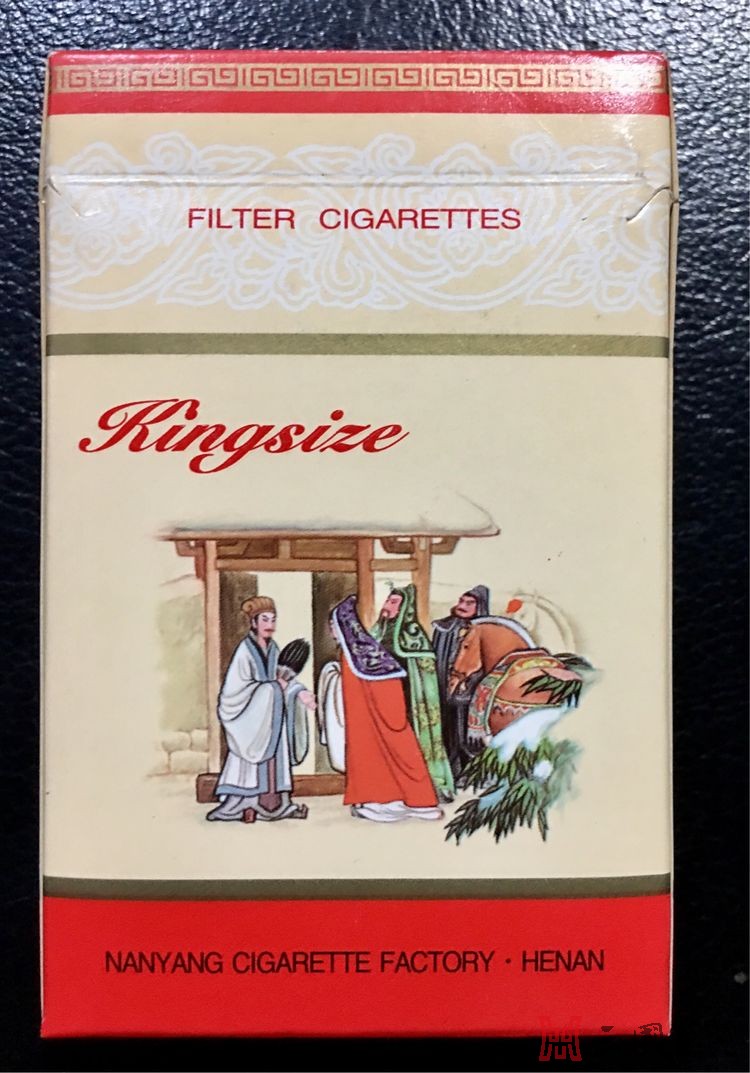 FILTER CIGARETTES
Kingsize
NANYANG CIGARETTE FACTORY · HENAN